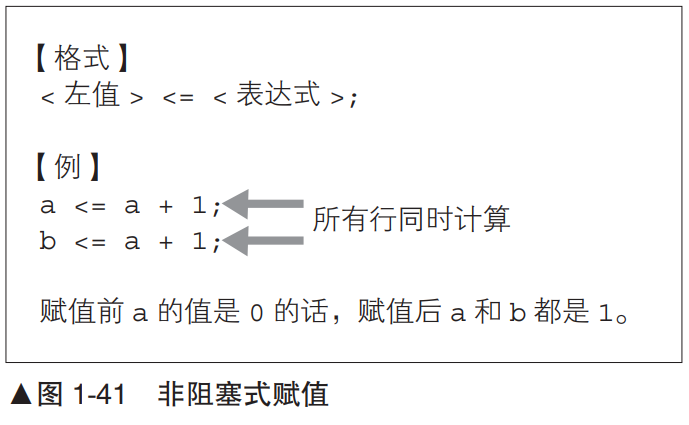 【格式】
< 左值 > <= < 表达式 >;
【例】
a <= a + 1;
b <= a + 1;
所有行同时计算
赋值前 a 的值是 0 的话，赋值后 a 和 b 都是 1。
▲图 1-41 非阻塞式赋值